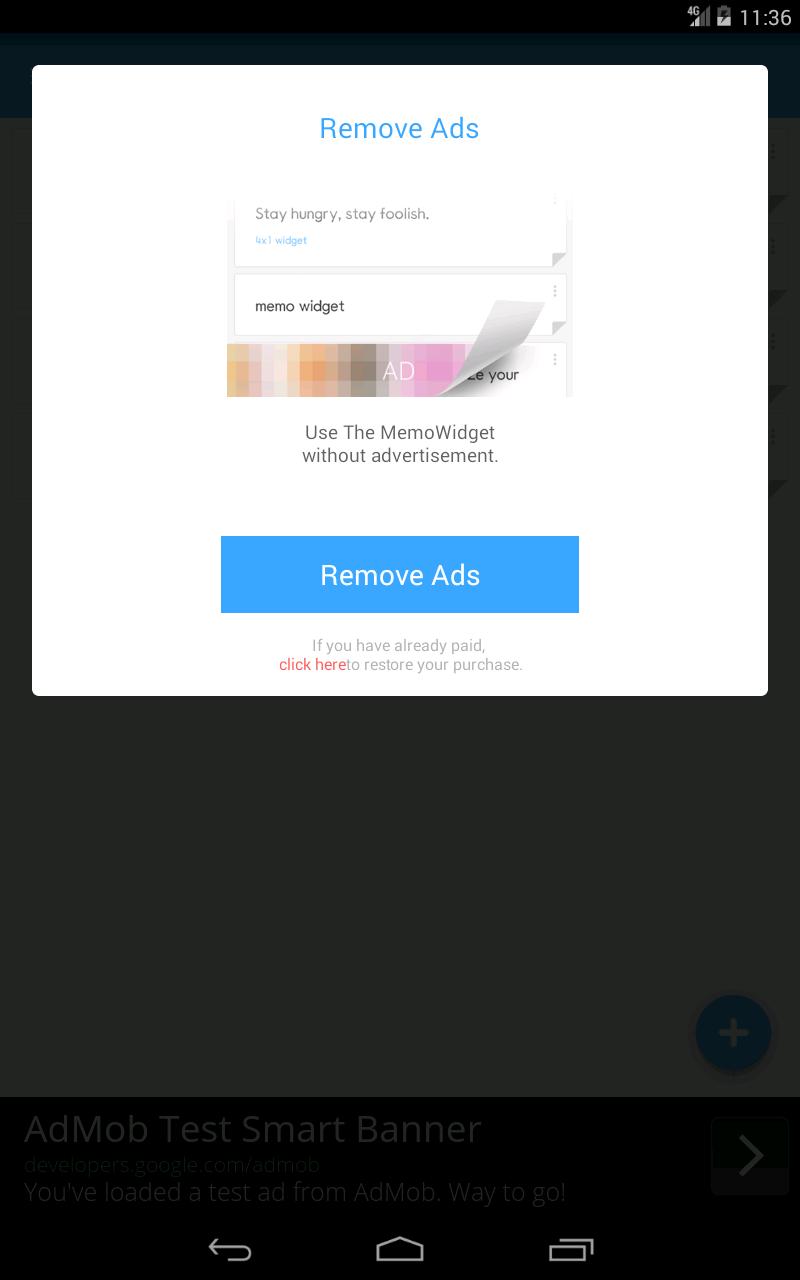 4G 11:36
Remove Ads
Stay hungry, stay foolish.
4x1 widget
memo widget
AD
ze your
Use The MemoWidget
without advertisement.
Remove Ads
If you have already paid,
click hereto restore your purchase.
AdMob Test Smart Banner
developers.google.com/admob
You've loaded a test ad from AdMob. Way to go!